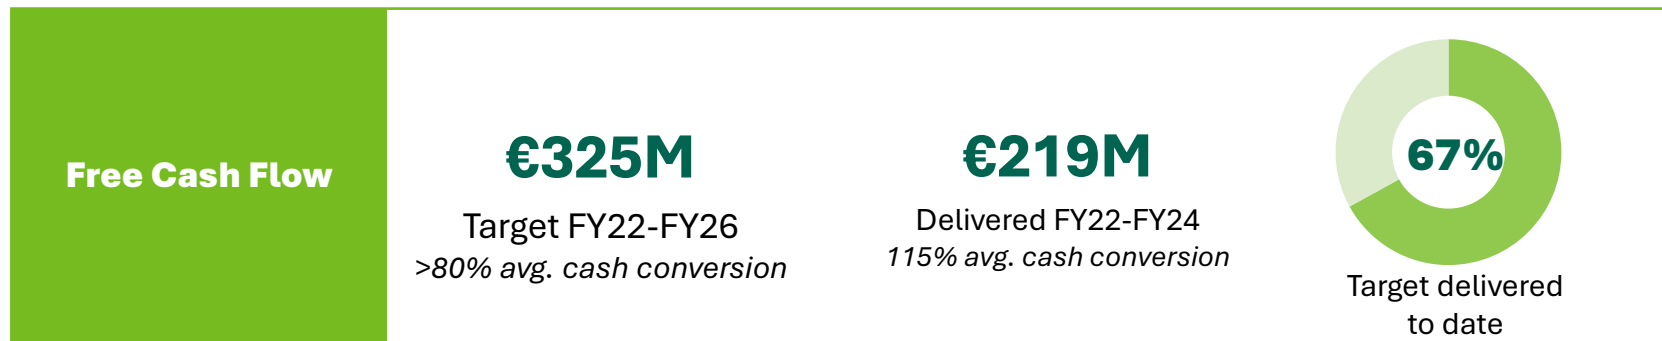 Free Cash Flow
€325M
Target FY22-FY26
>80% avg. cash conversion
€219M
Delivered FY22-FY24
115% avg. cash conversion
67%
Target delivered
to date